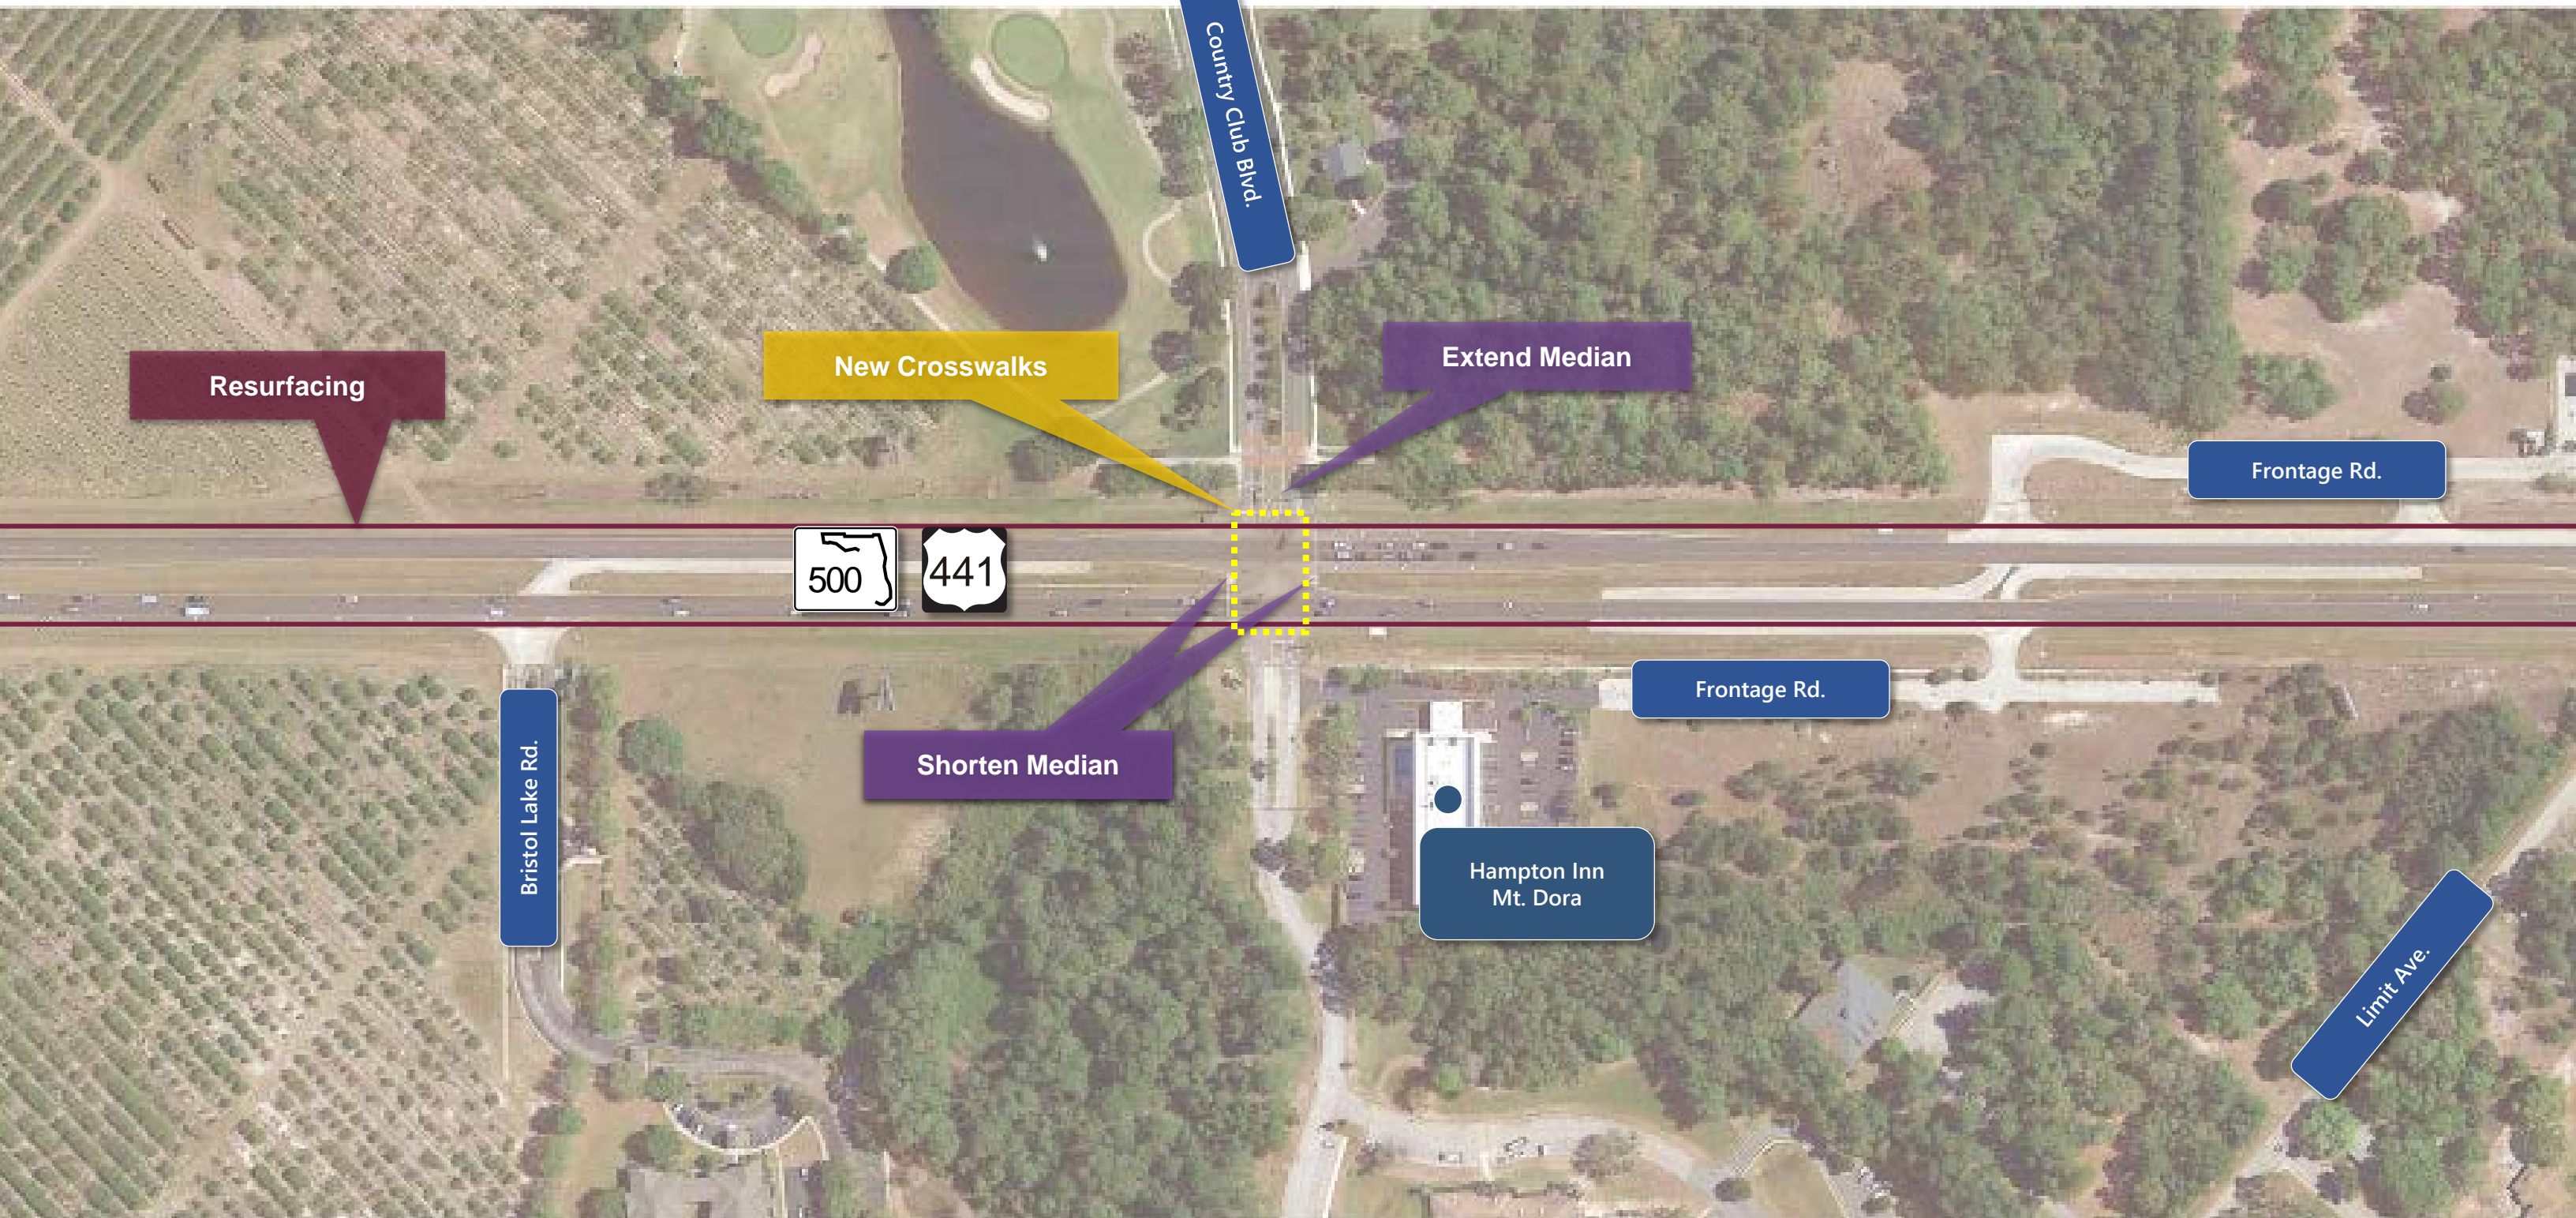 Country Club Blvd.
Resurfacing
New Crosswalks
Extend Median
Frontage Rd.
500
441
Frontage Rd.
Bristol Lake Rd.
Shorten Median
Hampton Inn
Mt. Dora
Limit Ave.